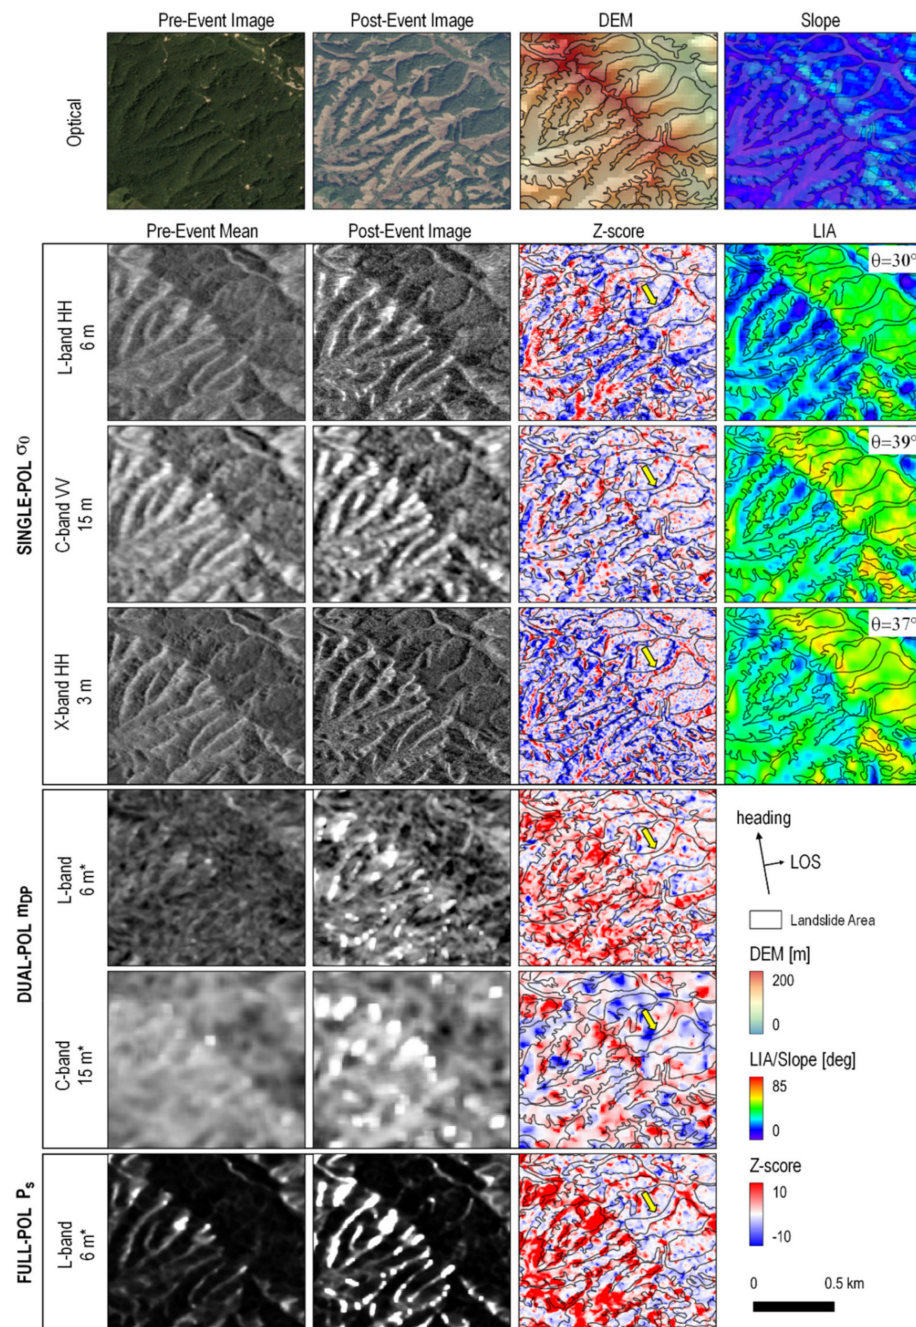 Pre-Event Image
Post-Event Image
DEM
Slope
Optical
Pre-Event Mean
Post-Event Image
Z-score
LIA
SINGLE-POL σ0
L-band HH
6 m
θ=30°
C-band VV
15 m
θ=39°
X-band HH
3 m
θ=37°
DUAL-POL mDP
L-band
6 m*
C-band
15 m*
FULL-POL Ps
L-band
6 m*
heading
LOS
Landslide Area
DEM [m]
200
0
LIA/Slope [deg]
85
0
Z-score
10
-10
0
0.5 km